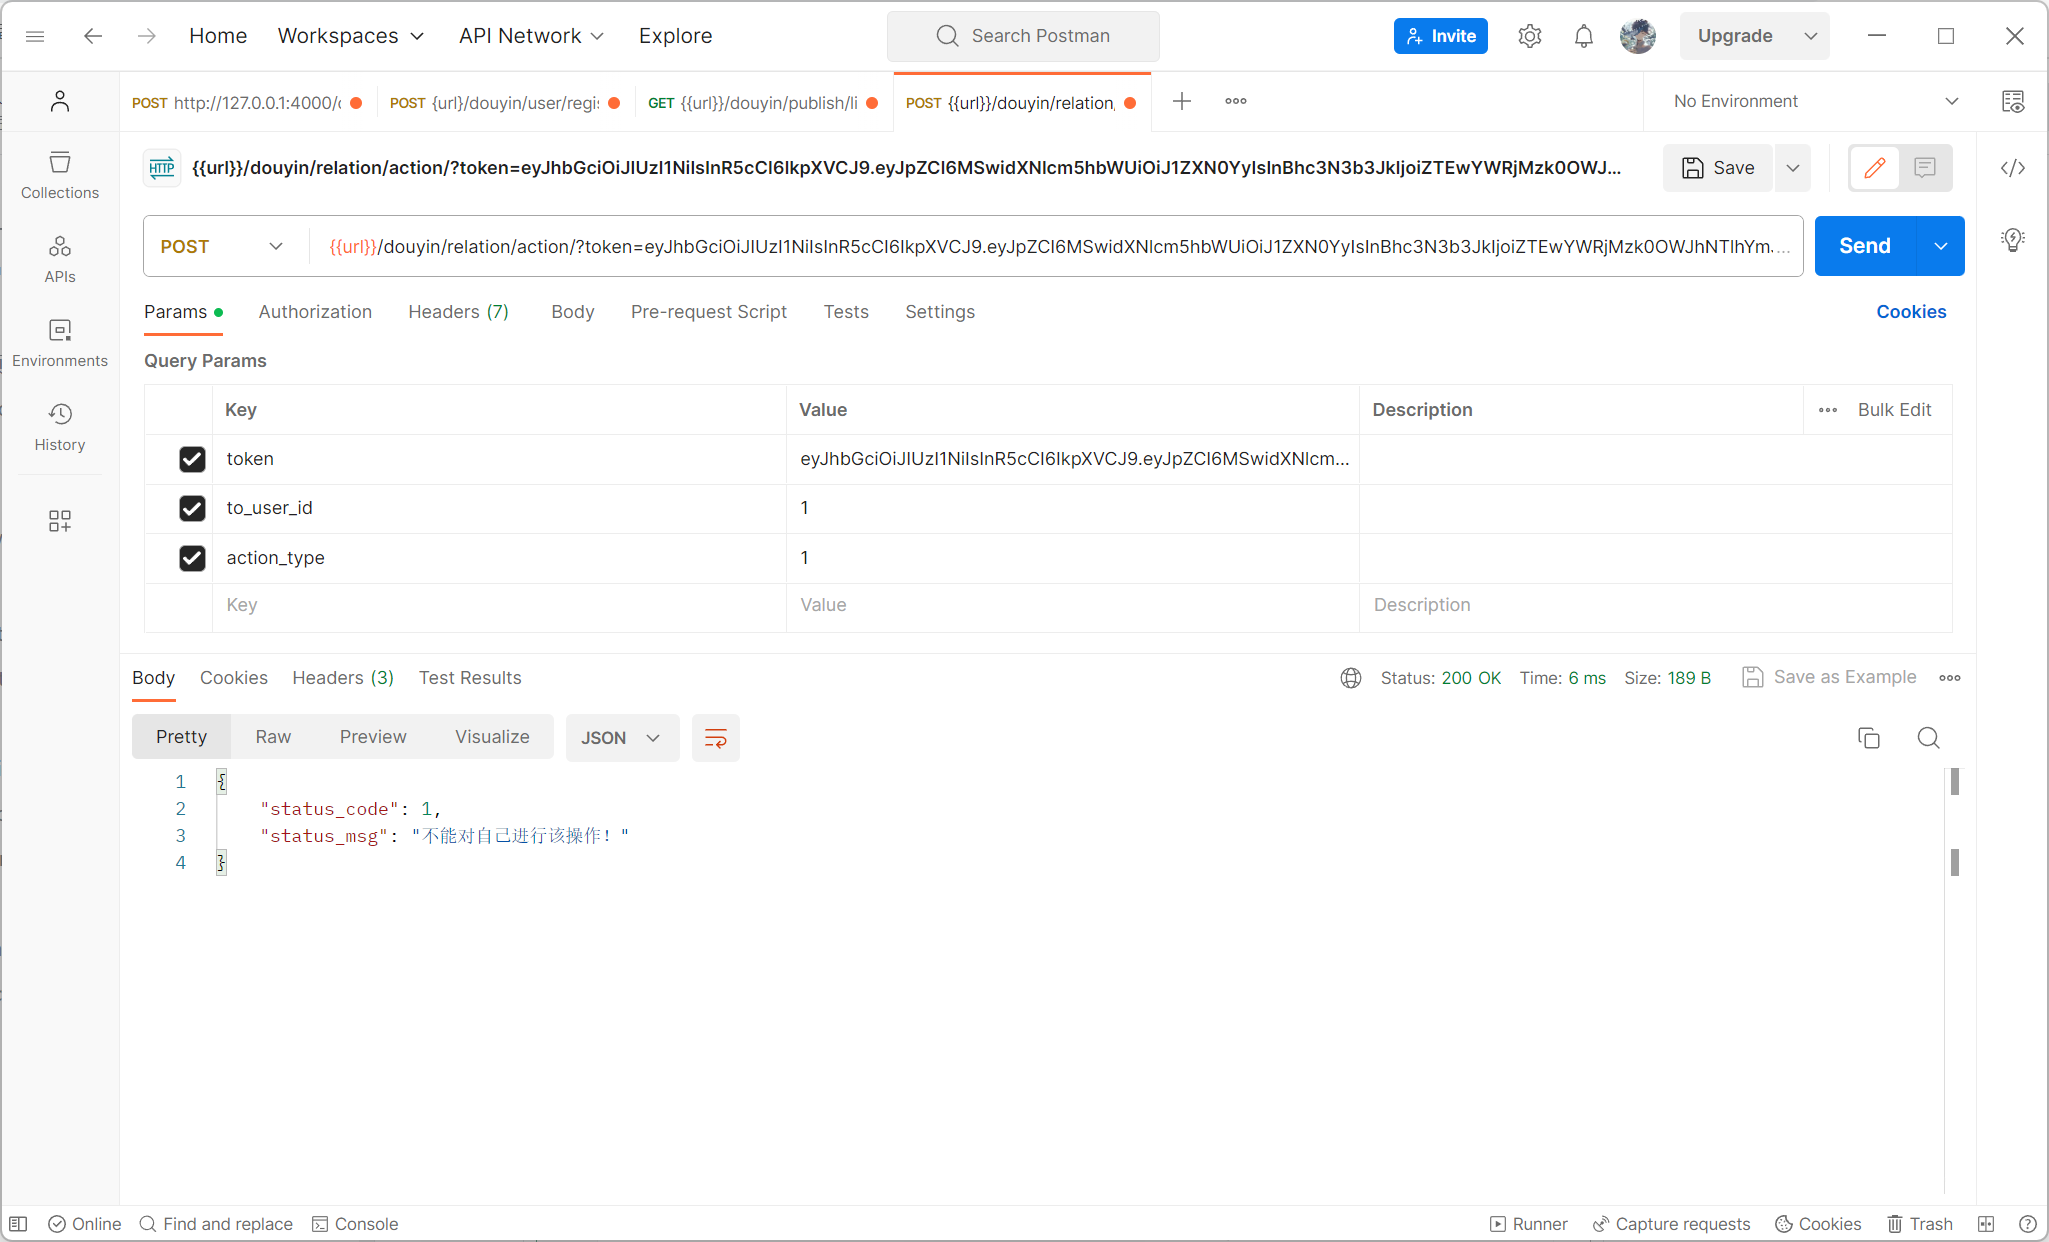 Home Workspaces API Network Explore Search Postman Invite Upgrade
POST http://127.0.0.1:4000/ POST {url}/douyin/user/regi GET {{url}}/douyin/publish/li POST {{url}}/douyin/relation No Environment
HTTP {{url}}/douyin/relation/action/?token=eyJhbGciOiJIUzI1NiIsInR5cCI6IkpXVCJ9.eyJpZCI6MSwidXNlcm5hbWUiOiJ1ZXN0YyIsInBhc3N3b3JkIjoiZTEwYWRjMzk0OWJ... Save
POST {{url}}/douyin/relation/action/?token=eyJhbGciOiJIUzI1NiIsInR5cCI6IkpXVCJ9.eyJpZCI6MSwidXNlcm5hbWUiOiJ1ZXN0YyIsInBhc3N3b3JkIjoiZTEwYWRjMzk0OWJhNTlhYm... Send
Collections
APIs
Environments
History
Params Authorization Headers (7) Body Pre-request Script Tests Settings Cookies
Query Params
Key Value Description Bulk Edit
token eyJhbGciOiJIUzI1NiIsInR5cCI6IkpXVCJ9.eyJpZCI6MSwidXNlcm...
to_user_id 1
action_type 1
Key Value Description
Body Cookies Headers (3) Test Results Status: 200 OK Time: 6 ms Size: 189 B Save as Example
Pretty Raw Preview Visualize JSON
1 {
2 "status_code": 1,
3 "status_msg": "不能对自己进行该操作！"
4 }
Online Find and replace Console Runner Capture requests Cookies Trash